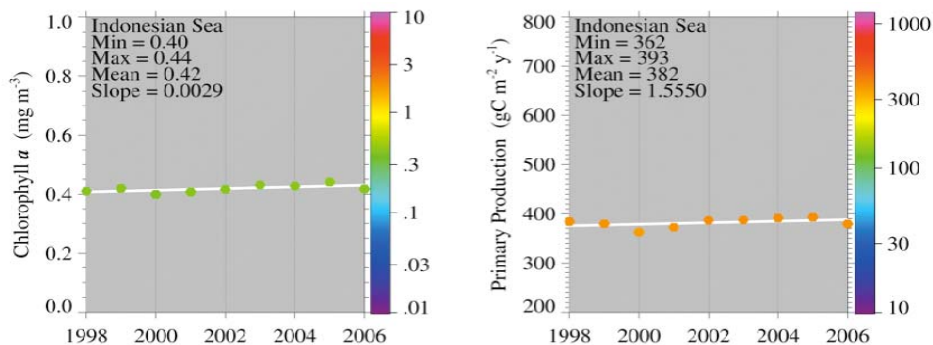 Indonesian Sea
Min = 0.40
Max = 0.44
Mean = 0.42
Slope = 0.0029
Chlorophyll a (mg m⁻³)
1.0
0.8
0.6
0.4
0.2
0.0
1998 2000 2002 2004 2006
10
3
1
.3
.1
.03
.01
Indonesian Sea
Min = 362
Max = 393
Mean = 382
Slope = 1.5550
Primary Production (gC m⁻² y⁻¹)
800
700
600
500
400
300
200
1998 2000 2002 2004 2006
1000
300
100
30
10